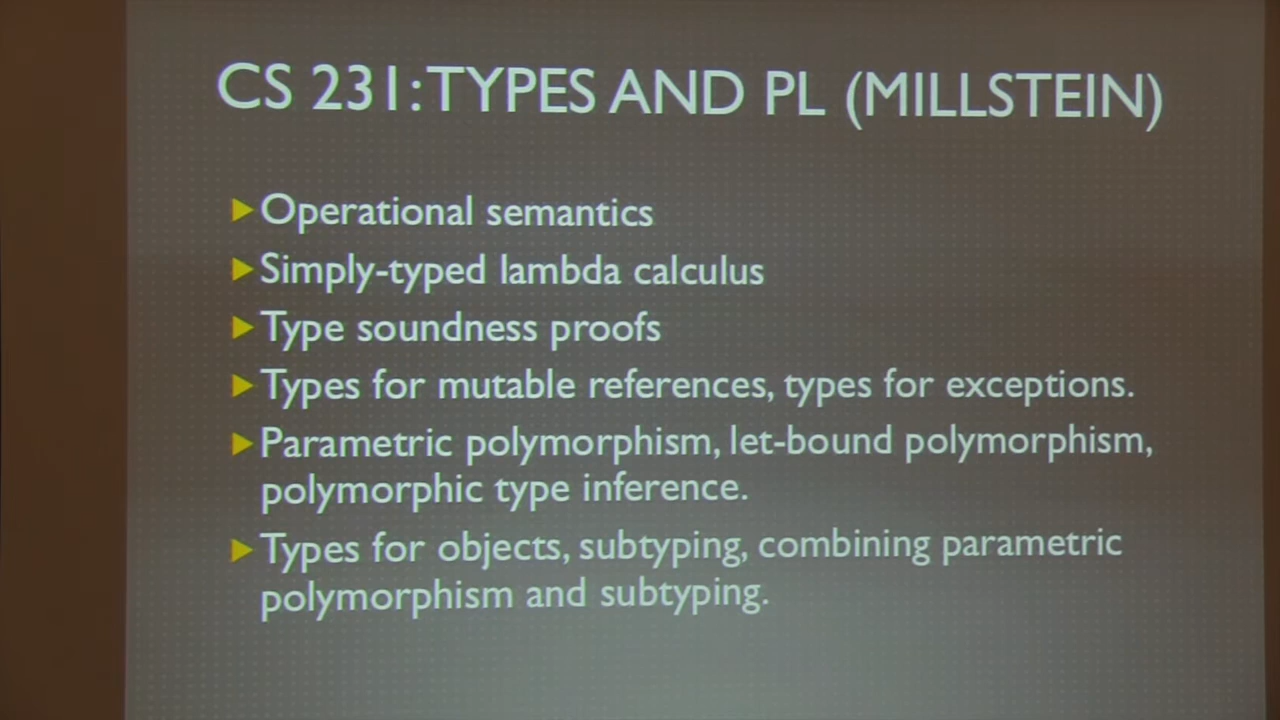 CS 231: TYPES AND PL (MILLSTEIN)
Operational semantics
Simply-typed lambda calculus
Type soundness proofs
Types for mutable references, types for exceptions.
Parametric polymorphism, let-bound polymorphism,
polymorphic type inference.
Types for objects, subtyping, combining parametric
polymorphism and subtyping.